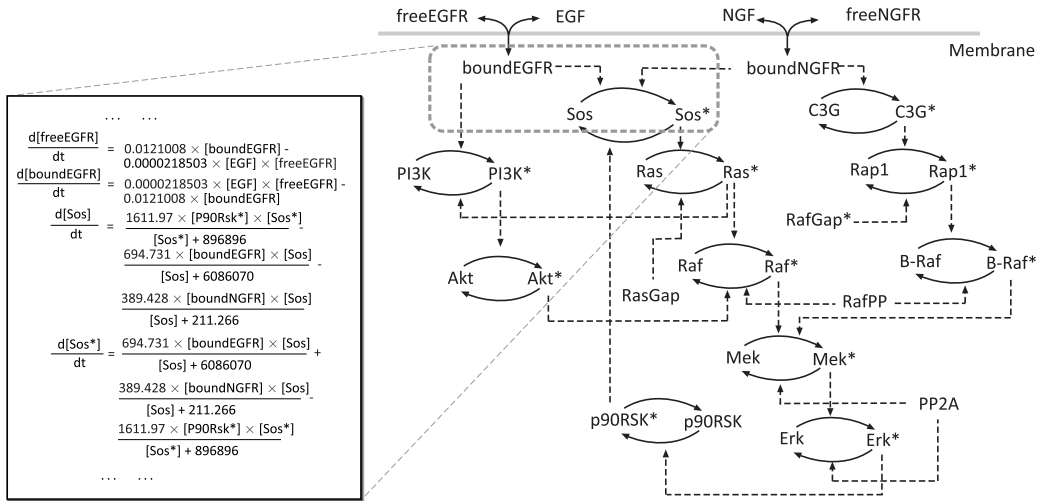 freeEGFR EGF NGF freeNGFR
Membrane
boundEGFR boundNGFR
Sos Sos* C3G C3G*
PI3K PI3K* Ras Ras* Rap1 Rap1*
RafGap*
Akt Akt* Raf Raf* B-Raf B-Raf*
RasGap RafPP
Mek Mek*
PP2A
p90RSK* p90RSK Erk Erk*
... ...
d[freeEGFR]
dt
= 0.0121008 × [boundEGFR] -
0.0000218503 × [EGF] × [freeEGFR]
d[boundEGFR]
dt
= 0.0000218503 × [EGF] × [freeEGFR] -
0.0121008 × [boundEGFR]
d[Sos]
dt
= 1611.97 × [P90Rsk*] × [Sos*]
[Sos*] + 896896
-
694.731 × [boundEGFR] × [Sos]
[Sos] + 6086070
-
389.428 × [boundNGFR] × [Sos]
[Sos] + 211.266
d[Sos*]
dt
= 694.731 × [boundEGFR] × [Sos]
[Sos] + 6086070
+
389.428 × [boundNGFR] × [Sos]
[Sos] + 211.266
-
1611.97 × [P90Rsk*] × [Sos*]
[Sos*] + 896896
... ...